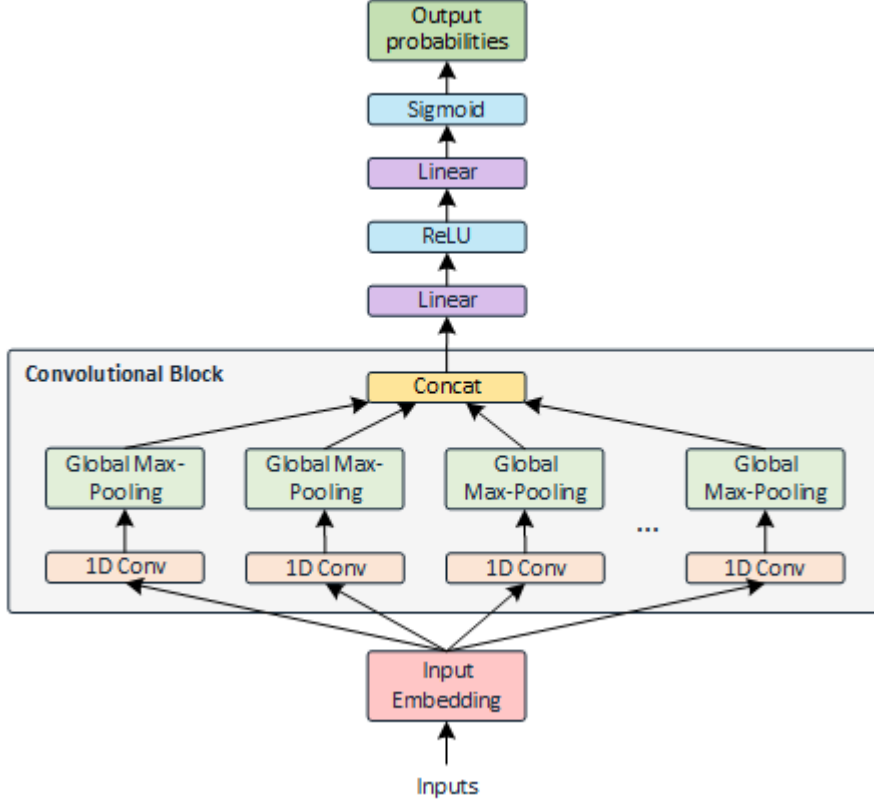 Output
probabilities
Sigmoid
Linear
ReLU
Linear
Convolutional Block
Concat
Global Max-
Pooling
Global Max-
Pooling
Global
Max-Pooling
...
Global
Max-Pooling
1D Conv
1D Conv
1D Conv
1D Conv
Input
Embedding
Inputs